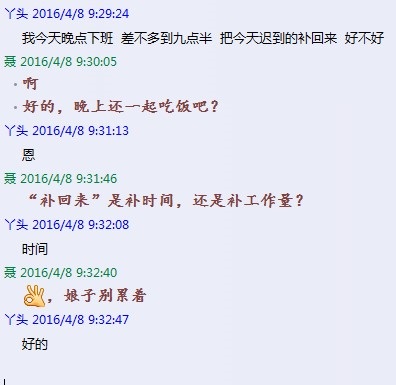 丫头 2016/4/8 9:29:24
我今天晚点下班 差不多到九点半 把今天迟到的补回来 好不好
聂 2016/4/8 9:30:05
啊
好的，晚上还一起吃饭吧？
丫头 2016/4/8 9:31:13
恩
聂 2016/4/8 9:31:46
“补回来”是补时间，还是补工作量？
丫头 2016/4/8 9:32:08
时间
聂 2016/4/8 9:32:40
，娘子别累着
丫头 2016/4/8 9:32:47
好的